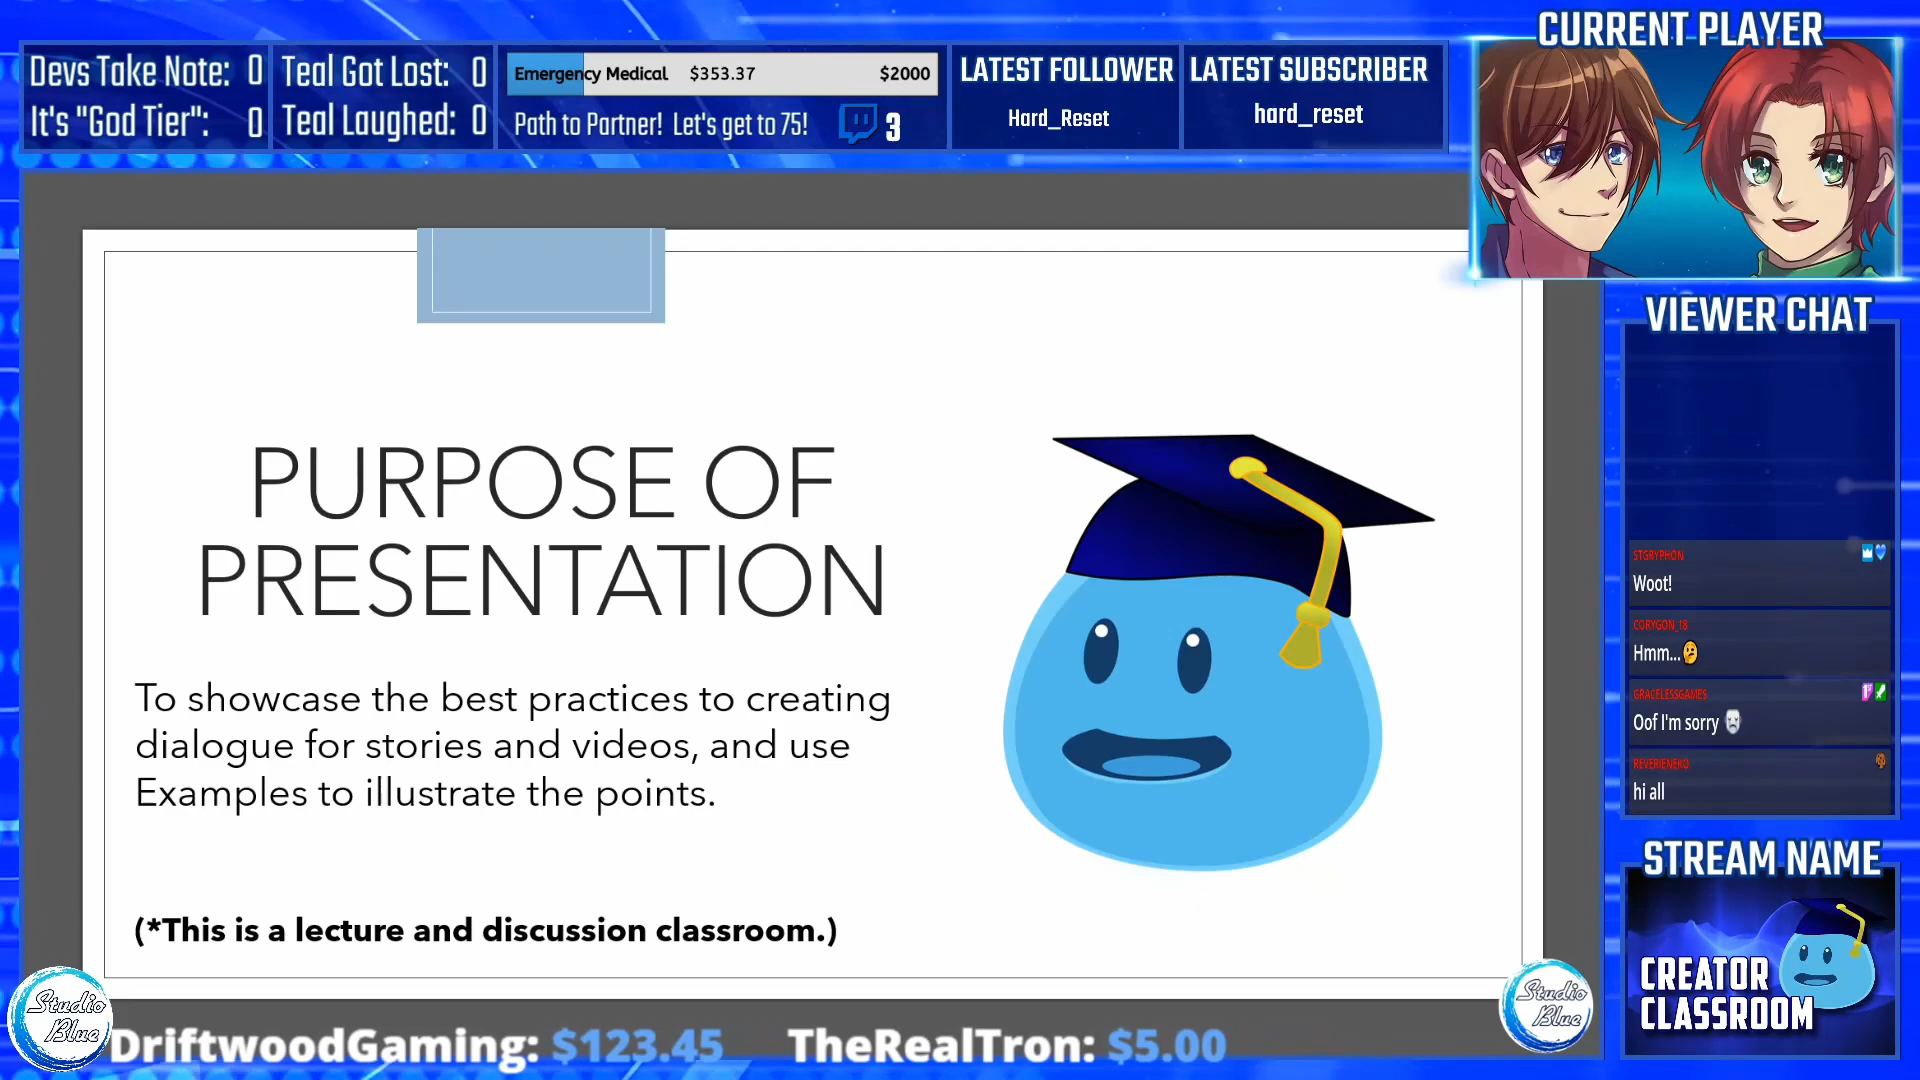 CURRENT PLAYER
Devs Take Note: 0
It's "God Tier": 0
Teal Got Lost: 0
Teal Laughed: 0
Emergency Medical $353.37 $2000
Path to Partner! Let's get to 75! 3
LATEST FOLLOWER
Hard_Reset
LATEST SUBSCRIBER
hard_reset
PURPOSE OF
PRESENTATION
To showcase the best practices to creating
dialogue for stories and videos, and use
Examples to illustrate the points.
(*This is a lecture and discussion classroom.)
VIEWER CHAT
STGRYPHON
Woot!
CORYGON_18
Hmm...🤔
GRACELESSGAMES
Oof I'm sorry
REVERIENEKO
hi all
STREAM NAME
CREATOR
CLASSROOM
Studio
Blue
DriftwoodGaming: $123.45 TheRealTron: $5.00
Studio
Blue